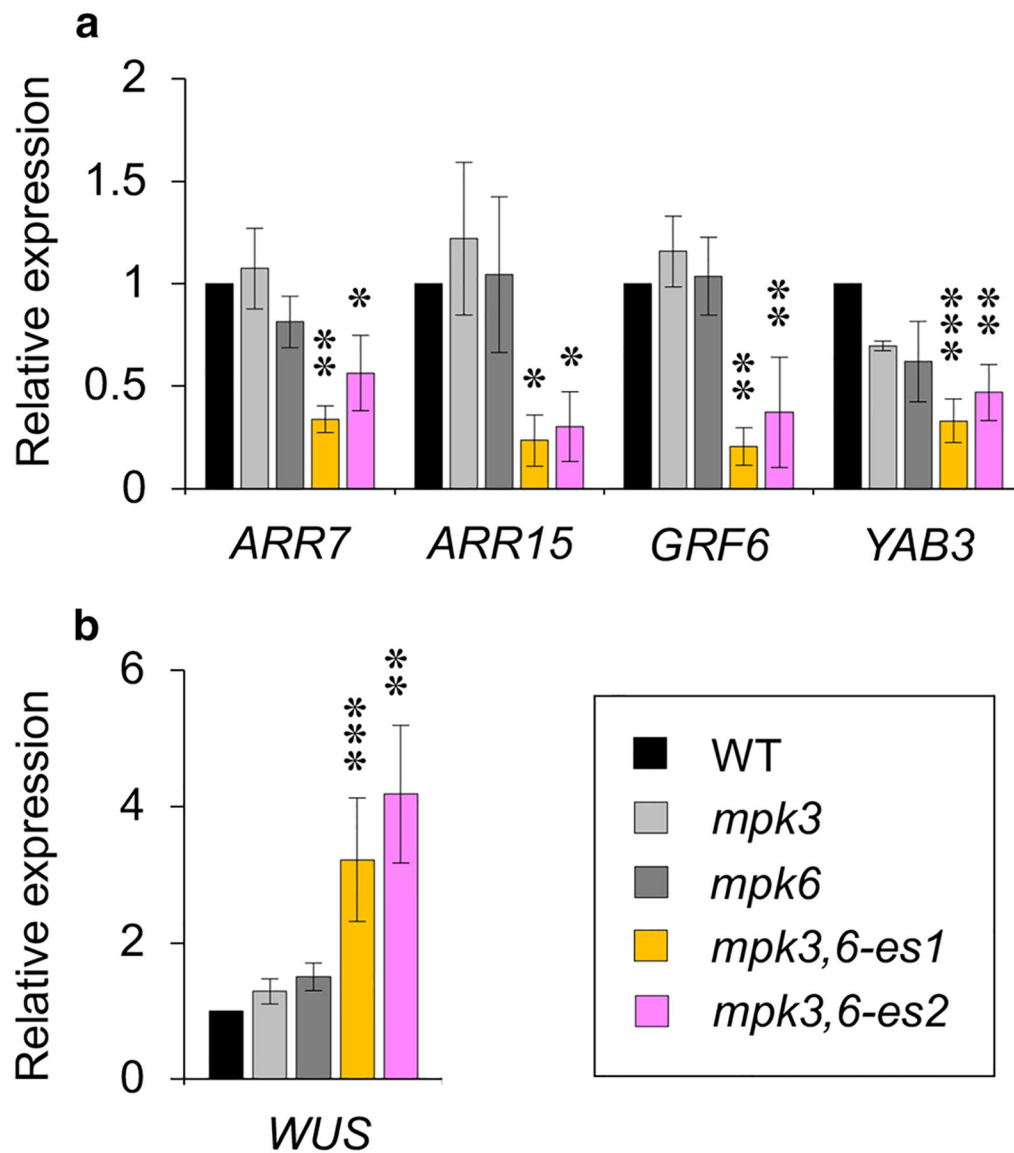 a
Relative expression
2
1.5
1
0.5
0
** * * * ** ** *** **
ARR7 ARR15 GRF6 YAB3
b
Relative expression
6
4
2
0
*** **
WUS
WT
mpk3
mpk6
mpk3,6-es1
mpk3,6-es2